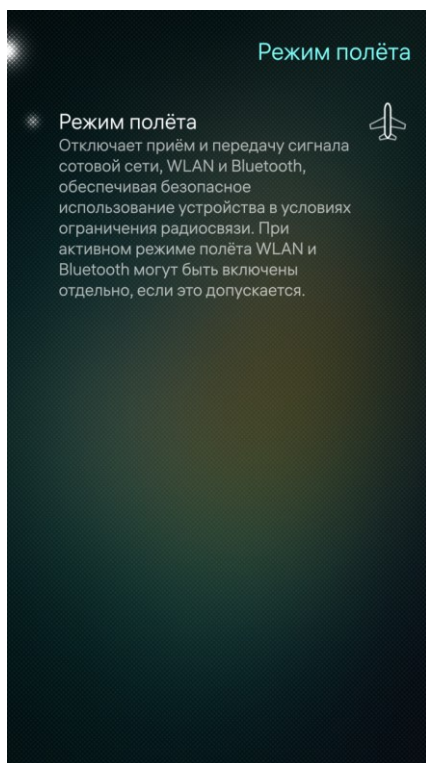 Режим полёта
Режим полёта
Отключает приём и передачу сигнала
сотовой сети, WLAN и Bluetooth,
обеспечивая безопасное
использование устройства в условиях
ограничения радиосвязи. При
активном режиме полёта WLAN и
Bluetooth могут быть включены
отдельно, если это допускается.